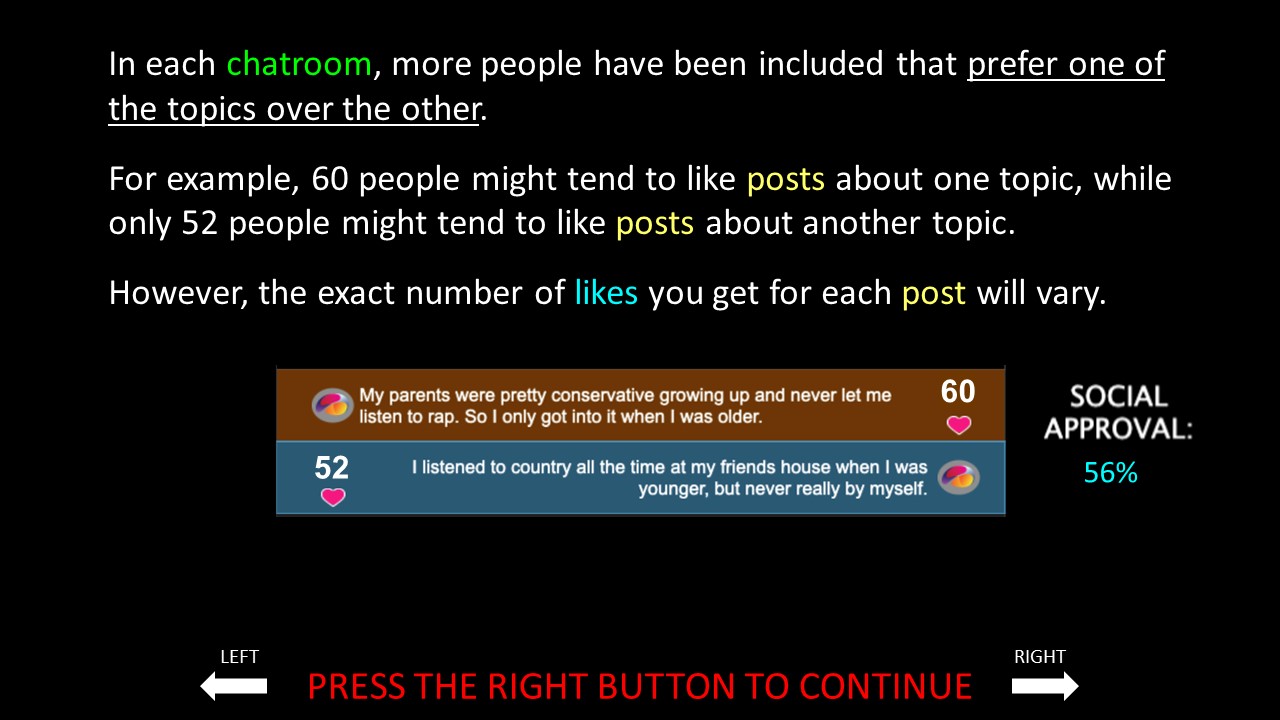 In each chatroom, more people have been included that prefer one of
the topics over the other.
For example, 60 people might tend to like posts about one topic, while
only 52 people might tend to like posts about another topic.
However, the exact number of likes you get for each post will vary.
My parents were pretty conservative growing up and never let me
listen to rap. So I only got into it when I was older.
60
52
I listened to country all the time at my friends house when I was
younger, but never really by myself.
SOCIAL
APPROVAL:
56%
LEFT
RIGHT
PRESS THE RIGHT BUTTON TO CONTINUE